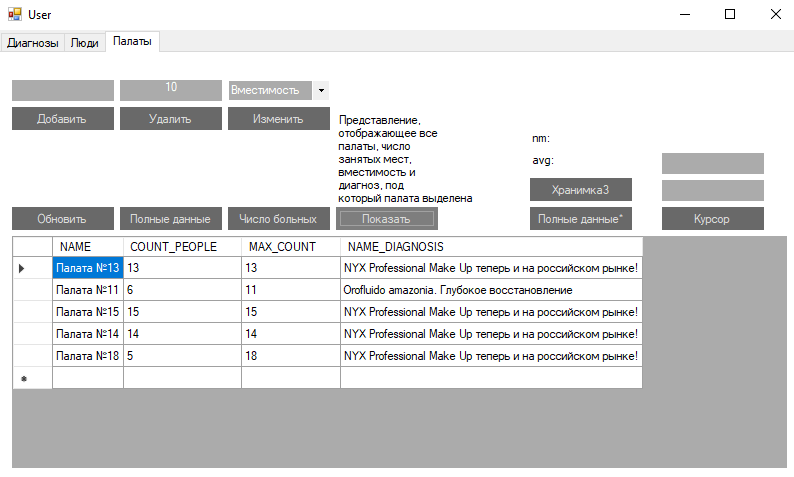 User
Диагнозы Люди Палаты
10 Вместимость
Добавить Удалить Изменить
Представление,
отображающее все
палаты, число
занятых мест,
вместимость и
диагноз, под
который палата выделена
nm:
avg:
Хранимка3
Обновить Полные данные Число больных Показать Полные данные* Курсор
NAME COUNT_PEOPLE MAX_COUNT NAME_DIAGNOSIS
Палата №13 13 13 NYX Professional Make Up теперь и на российском рынке!
Палата №11 6 11 Orofluido amazonia. Глубокое восстановление
Палата №15 15 15 NYX Professional Make Up теперь и на российском рынке!
Палата №14 14 14 NYX Professional Make Up теперь и на российском рынке!
Палата №18 5 18 NYX Professional Make Up теперь и на российском рынке!